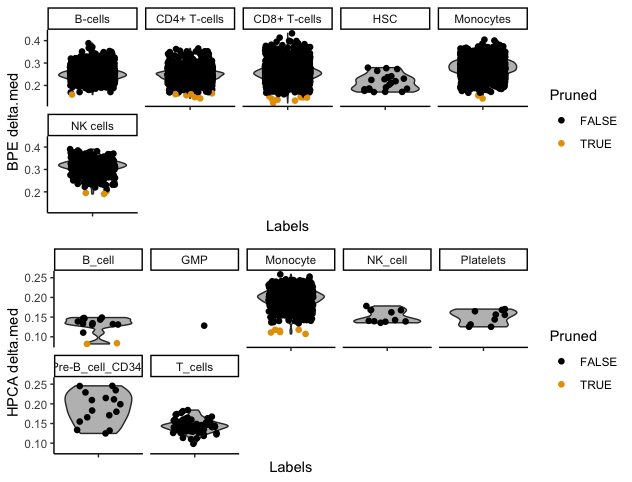 B-cells CD4+ T-cells CD8+ T-cells HSC Monocytes
0.4
0.3
0.2
NK cells
0.4
0.3
0.2
BPE delta.med
Labels
Pruned
FALSE
TRUE
B_cell GMP Monocyte NK_cell Platelets
0.25
0.20
0.15
0.10
Pre-B_cell_CD34 T_cells
0.25
0.20
0.15
0.10
HPCA delta.med
Labels
Pruned
FALSE
TRUE